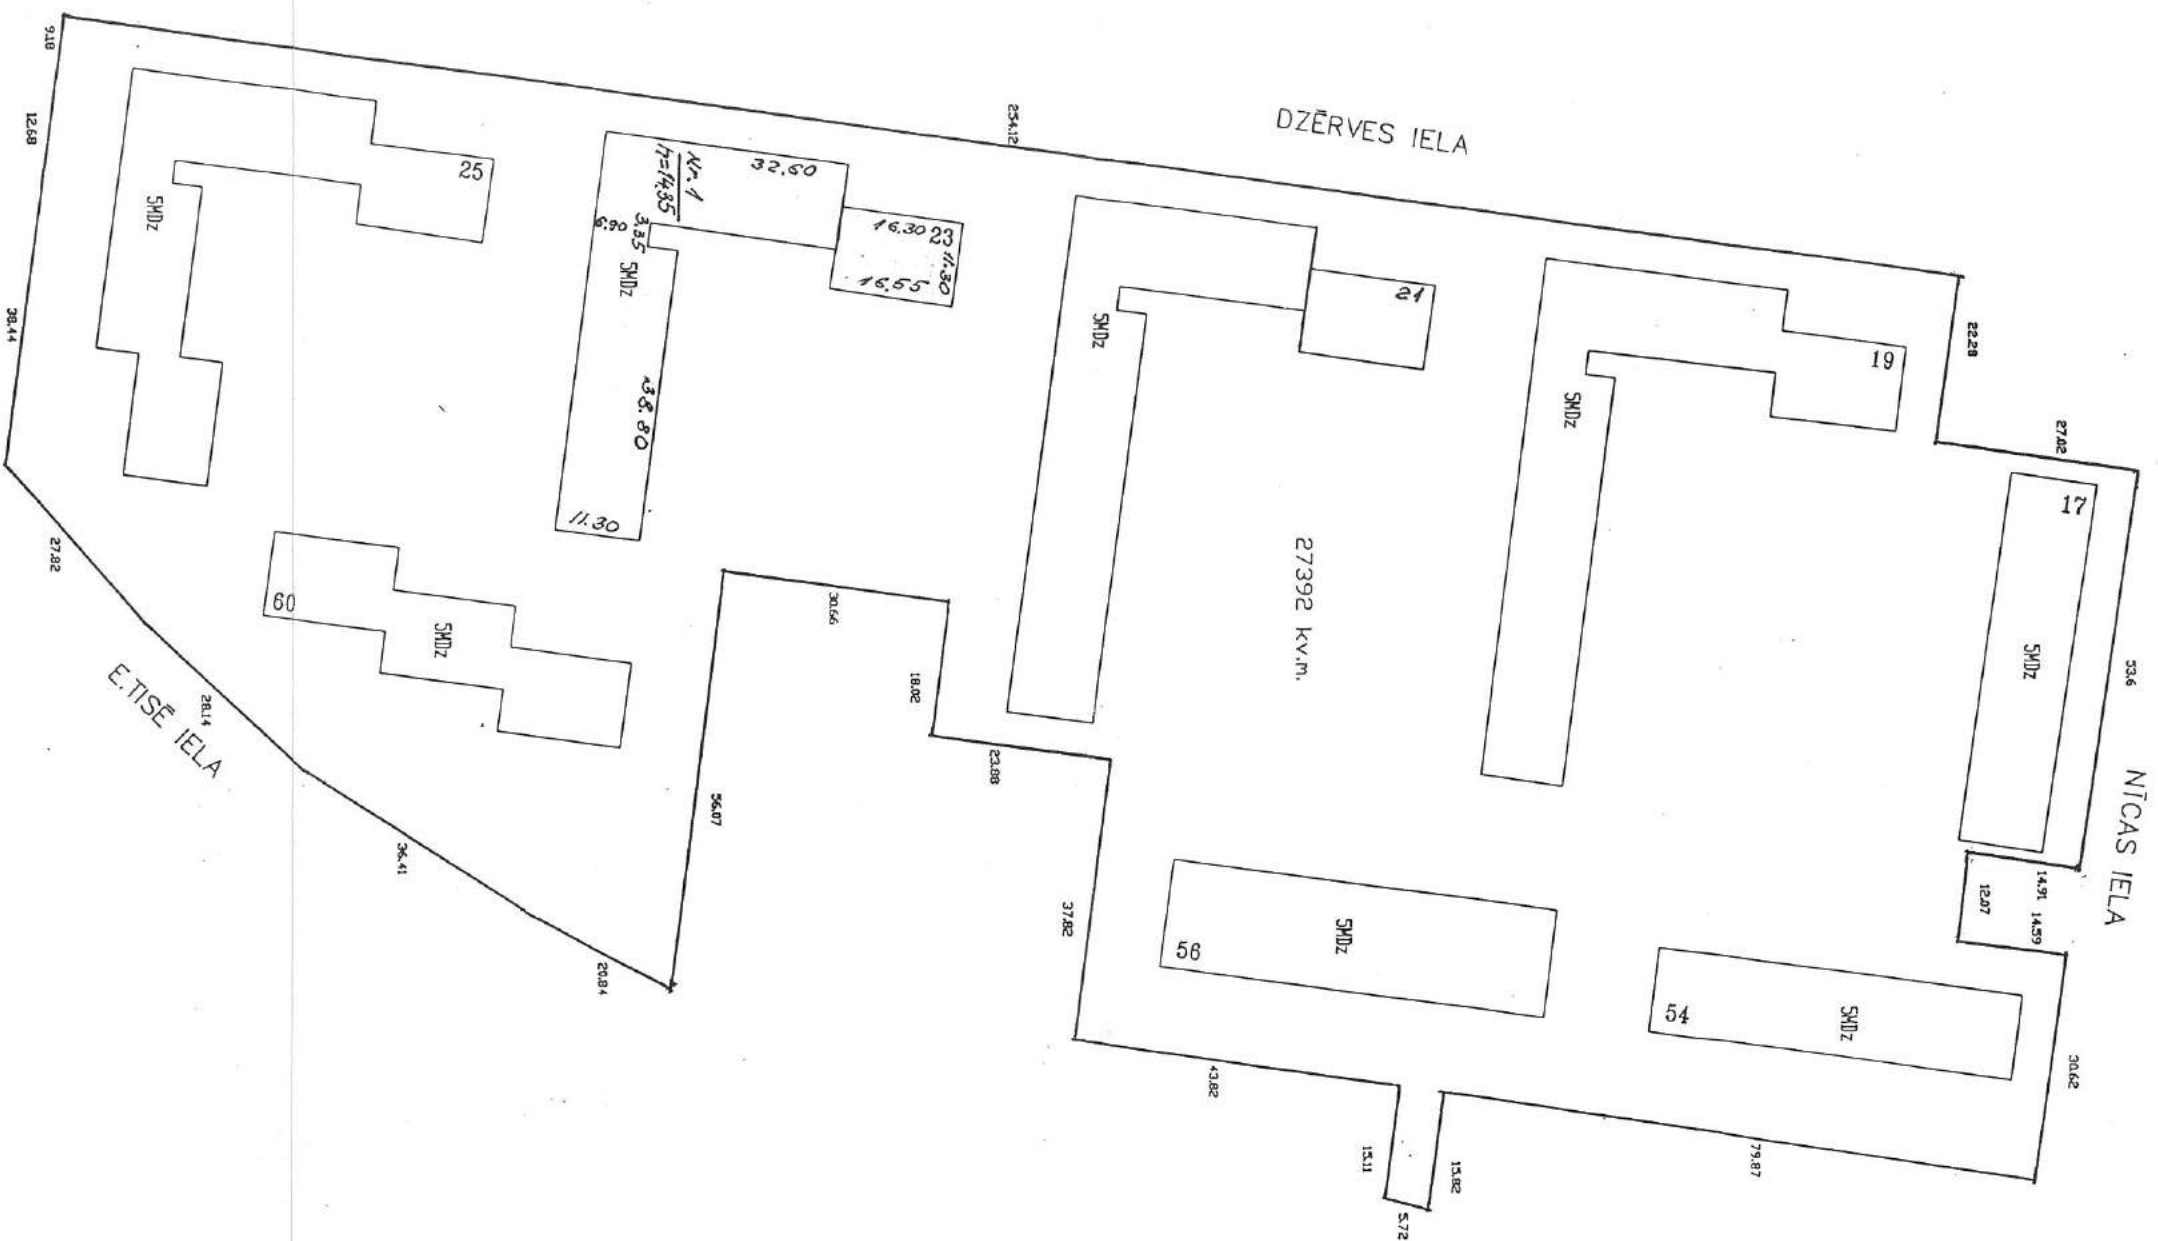 DZĒRVES IELA
254.12
9.18
12.68
38.44
27.82
28.14
36.41
20.84
56.07
30.66
18.02
23.88
37.82
43.82
15.11
5.72
15.82
79.87
30.62
14.59
12.07
14.91
53.6
27.02
22.28
NĪCAS IELA
E.TISĒ IELA
27392 kv.m.
25
5MDz
Nr. 1
h=14.35
32.60
16.30
23
11.30
16.55
6.90
3.35
5MDz
38.80
11.30
21
5MDz
19
5MDz
17
5MDz
60
5MDz
56
5MDz
54
5MDz